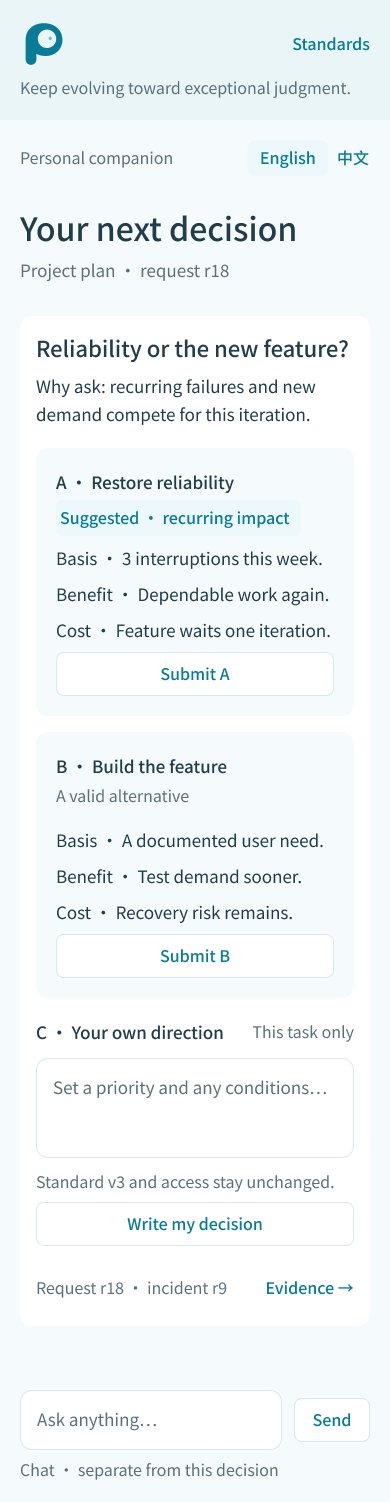 Standards
Keep evolving toward exceptional judgment.
Personal companion
English
中文
Your next decision
Project plan • request r18
Reliability or the new feature?
Why ask: recurring failures and new
demand compete for this iteration.
A • Restore reliability
Suggested • recurring impact
Basis • 3 interruptions this week.
Benefit • Dependable work again.
Cost • Feature waits one iteration.
Submit A
B • Build the feature
A valid alternative
Basis • A documented user need.
Benefit • Test demand sooner.
Cost • Recovery risk remains.
Submit B
C • Your own direction
This task only
Set a priority and any conditions…
Standard v3 and access stay unchanged.
Write my decision
Request r18 • incident r9
Evidence →
Ask anything…
Send
Chat • separate from this decision